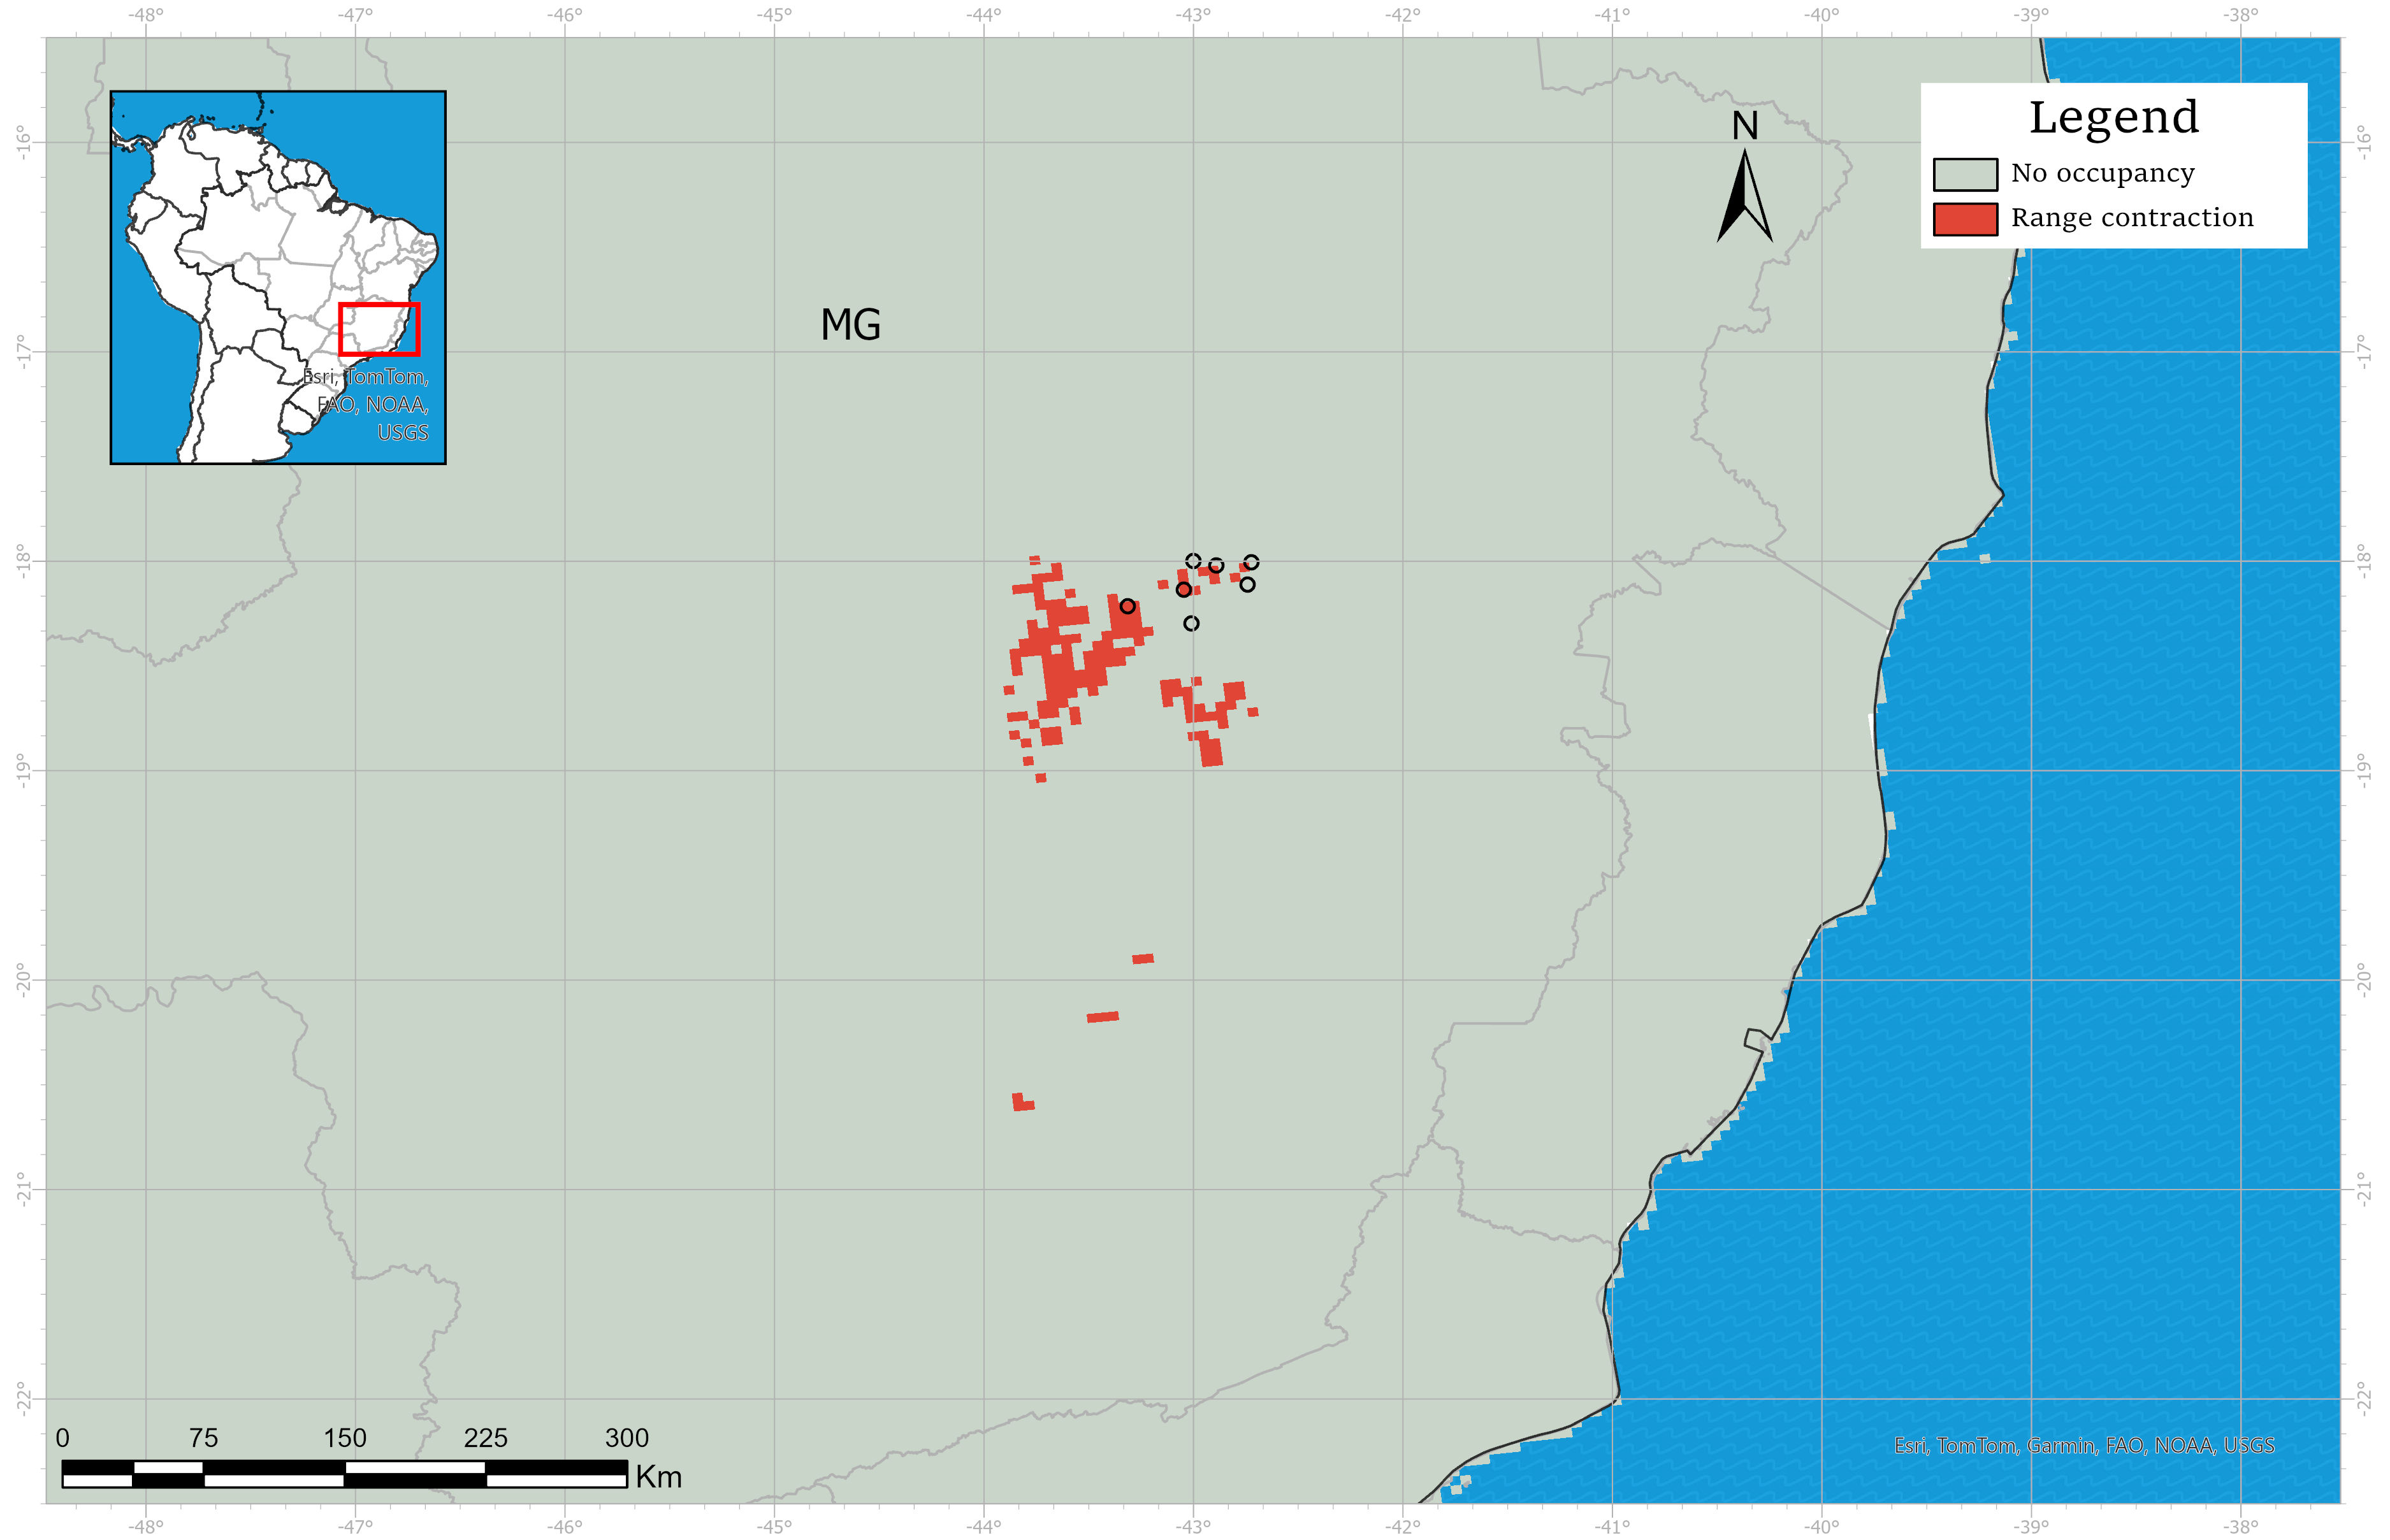 -48° -47° -46° -45° -44° -43° -42° -41° -40° -39° -38°
N
Legend
No occupancy
Range contraction
-16° -16°
MG
-17° -17°
Esri, TomTom,
FAO, NOAA,
USGS
-18° -18°
-19° -19°
-20° -20°
-21° -21°
-22° -22°
0 75 150 225 300
Km
Esri, TomTom, Garmin, FAO, NOAA, USGS
-48° -47° -46° -45° -44° -43° -42° -41° -40° -39° -38°